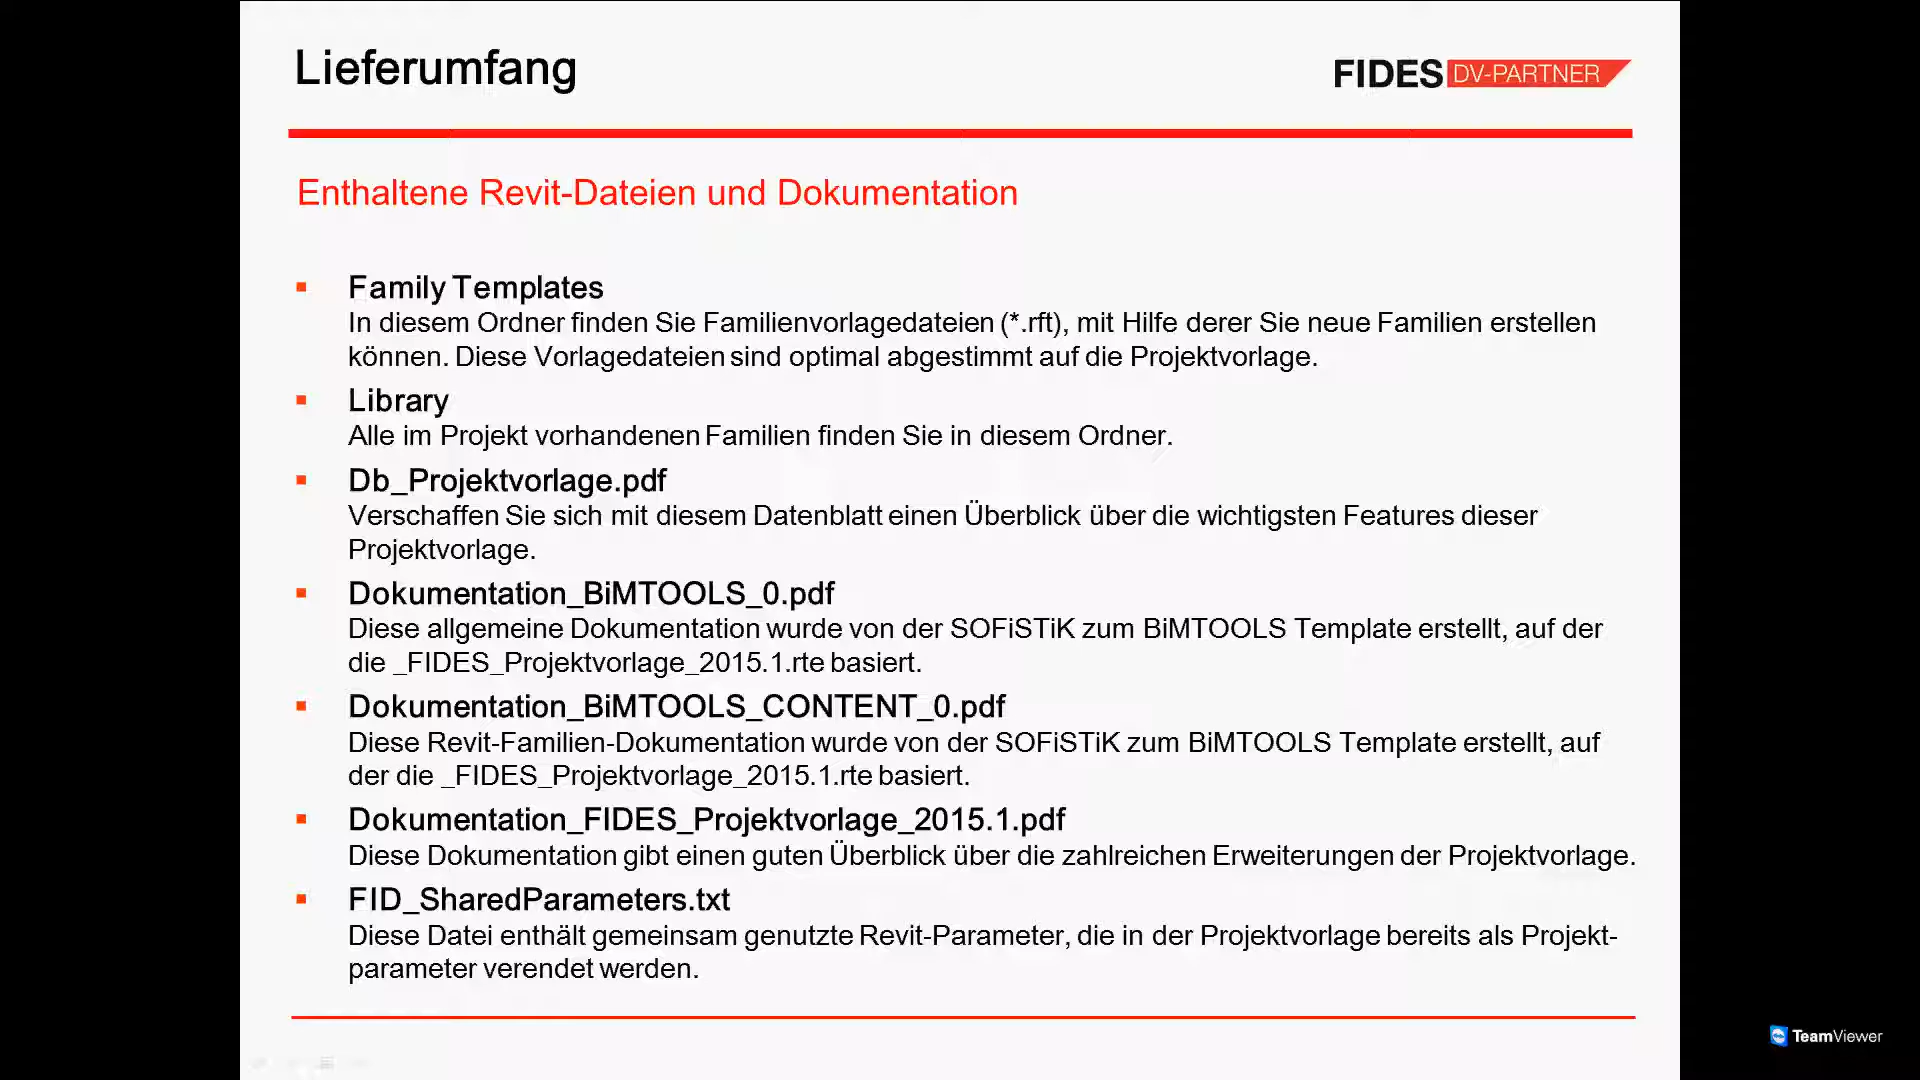 Lieferumfang
FIDES DV-PARTNER
Enthaltene Revit-Dateien und Dokumentation
Family Templates
In diesem Ordner finden Sie Familienvorlagedateien (*.rft), mit Hilfe derer Sie neue Familien erstellen
können. Diese Vorlagedateien sind optimal abgestimmt auf die Projektvorlage.
Library
Alle im Projekt vorhandenen Familien finden Sie in diesem Ordner.
Db_Projektvorlage.pdf
Verschaffen Sie sich mit diesem Datenblatt einen Überblick über die wichtigsten Features dieser
Projektvorlage.
Dokumentation_BiMTOOLS_0.pdf
Diese allgemeine Dokumentation wurde von der SOFiSTiK zum BiMTOOLS Template erstellt, auf der
die _FIDES_Projektvorlage_2015.1.rte basiert.
Dokumentation_BiMTOOLS_CONTENT_0.pdf
Diese Revit-Familien-Dokumentation wurde von der SOFiSTiK zum BiMTOOLS Template erstellt, auf
der die _FIDES_Projektvorlage_2015.1.rte basiert.
Dokumentation_FIDES_Projektvorlage_2015.1.pdf
Diese Dokumentation gibt einen guten Überblick über die zahlreichen Erweiterungen der Projektvorlage.
FID_SharedParameters.txt
Diese Datei enthält gemeinsam genutzte Revit-Parameter, die in der Projektvorlage bereits als Projekt-
parameter verendet werden.
TeamViewer